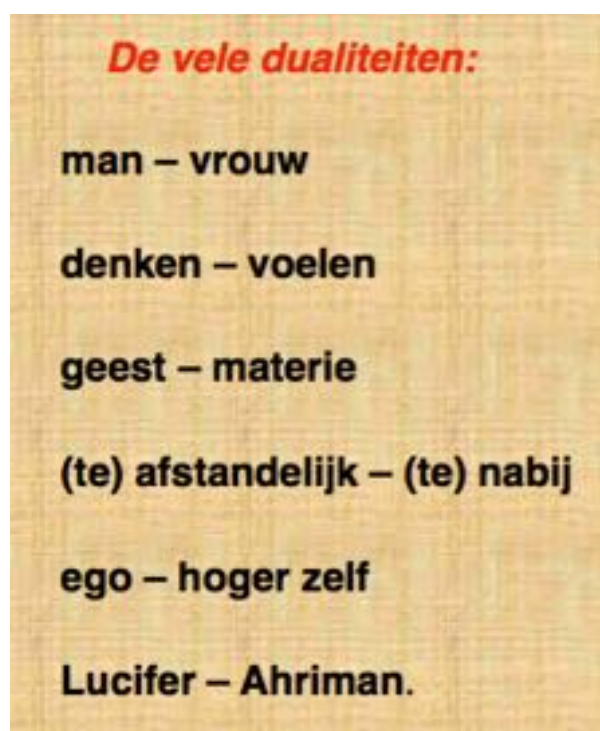 De vele dualiteiten:
man – vrouw
denken – voelen
geest – materie
(te) afstandelijk – (te) nabij
ego – hoger zelf
Lucifer – Ahriman.